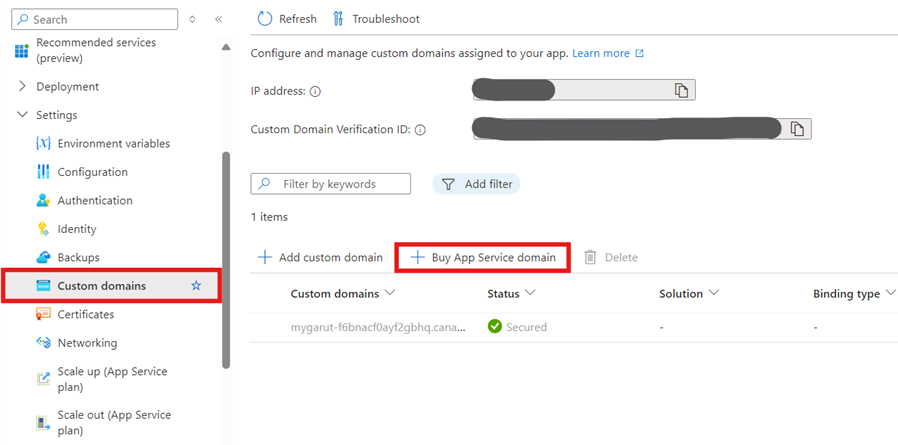 Search
Recommended services
(preview)
Deployment
Settings
Environment variables
Configuration
Authentication
Identity
Backups
Custom domains
Certificates
Networking
Scale up (App Service
plan)
Scale out (App Service
plan)
Refresh
Troubleshoot
Configure and manage custom domains assigned to your app. Learn more
IP address:
Custom Domain Verification ID:
Filter by keywords
Add filter
1 items
Add custom domain
Buy App Service domain
Delete
Custom domains
Status
Solution
Binding type
mygarut-f6bnacf0ayf2gbhq.cana...
Secured
-
-